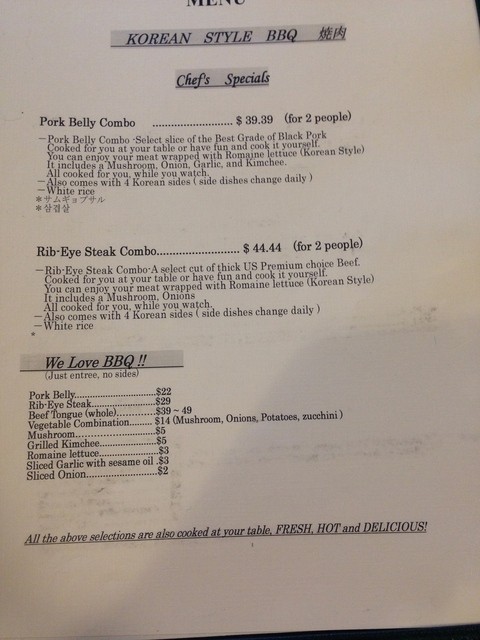 MENU
KOREAN STYLE BBQ 焼肉
Chef's Specials
Pork Belly Combo ............................ $ 39.39 (for 2 people)
－Pork Belly Combo -Select slice of the Best Grade of Black Pork
Cooked for you at your table or have fun and cook it yourself.
You can enjoy your meat wrapped with Romaine lettuce (Korean Style)
It includes a Mushroom, Onion, Garlic, and Kimchee.
All cooked for you, while you watch.
－Also comes with 4 Korean sides ( side dishes change daily )
－White rice
＊サムギョプサル
＊삼겹살
Rib-Eye Steak Combo............................ $ 44.44 (for 2 people)
－Rib-Eye Steak Combo-A select cut of thick US Premium choice Beef.
Cooked for you at your table or have fun and cook it yourself.
You can enjoy your meat wrapped with Romaine lettuce (Korean Style)
It includes a Mushroom, Onions
All cooked for you, while you watch.
－Also comes with 4 Korean sides ( side dishes change daily )
－White rice
＊
We Love BBQ !!
(Just entree, no sides)
Pork Belly............................$22
Rib-Eye Steak.....................$29
Beef Tongue (whole)............$39 ~ 49
Vegetable Combination........ $14 (Mushroom, Onions, Potatoes, zucchini )
Mushroom..........................$5
Grilled Kimchee..................$5
Romaine lettuce..................$3
Sliced Garlic with sesame oil .$3
Sliced Onion.......................$2
All the above selections are also cooked at your table, FRESH, HOT and DELICIOUS!